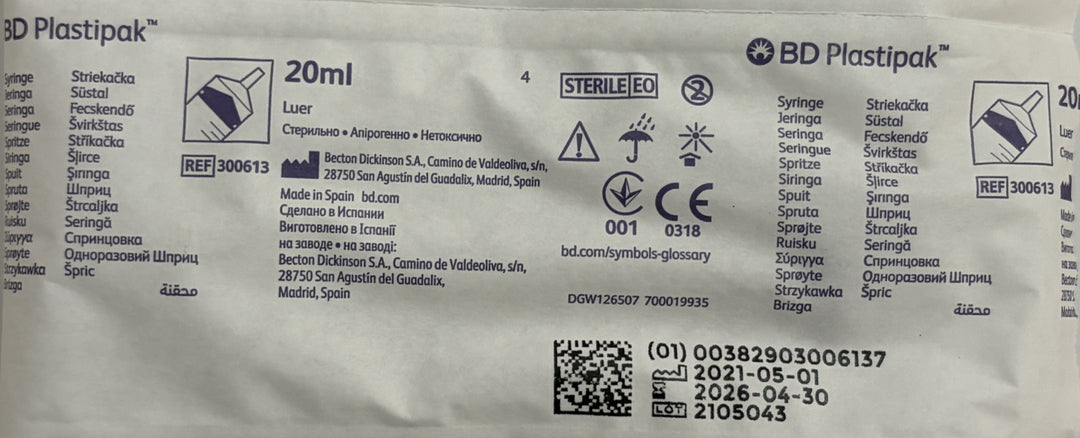 BD Plastipak™
Syringe
Jeringa
Seringa
Seringue
Spritze
Siringa
Spuit
Spruta
Sprøjte
Ruisku
Σύριγγα
Sprøyte
Strzykawka
Brizga
Striekačka
Süstal
Fecskendő
Švirkštas
Stříkačka
Šļirce
Şırınga
Шприц
Štrcaljka
Seringă
Спринцовка
Одноразовий Шприц
Špric
محقنة
REF 300613
20ml
4
Luer
Стерильно • Апірогенно • Нетоксично
Becton Dickinson S.A., Camino de Valdeoliva, s/n,
28750 San Agustín del Guadalix, Madrid, Spain
Made in Spain bd.com
Сделано в Испании
Виготовлено в Іспанії
на заводе • на заводі:
Becton Dickinson S.A., Camino de Valdeoliva, s/n,
28750 San Agustín del Guadalix,
Madrid, Spain
STERILE EO
2
001
CE
0318
bd.com/symbols-glossary
DGW126507 700019935
(01) 00382903006137
2021-05-01
2026-04-30
LOT 2105043
BD Plastipak™
Syringe
Jeringa
Seringa
Seringue
Spritze
Siringa
Spuit
Spruta
Sprøjte
Ruisku
Σύριγγα
Sprøyte
Strzykawka
Brizga
Striekačka
Süstal
Fecskendő
Švirkštas
Stříkačka
Šļirce
Şırınga
Шприц
Štrcaljka
Seringă
Спринцовка
Одноразовий Шприц
Špric
محقنة
REF 300613
20
Luer